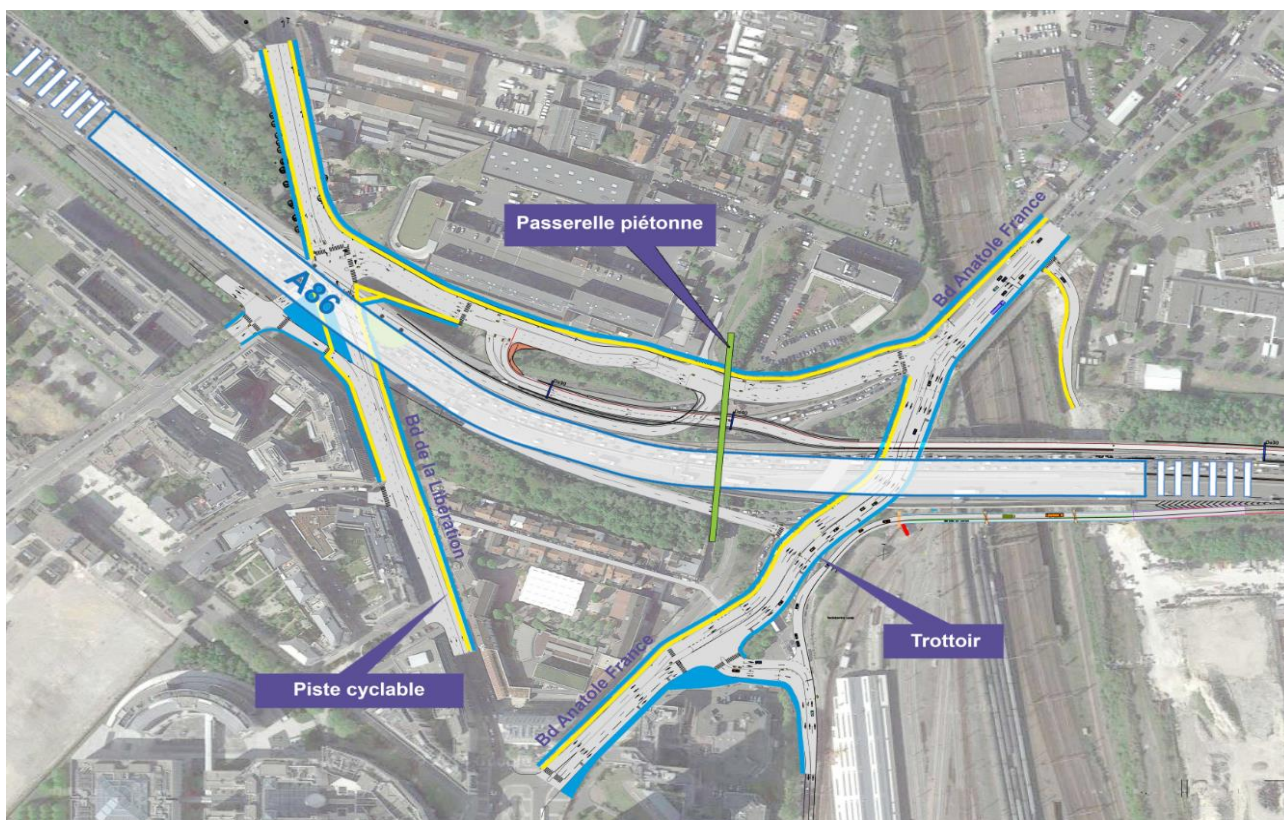 Passerelle piétonne
Bd Anatole France
A86
Bd de la Libération
Trottoir
Piste cyclable
Bd Anatole France